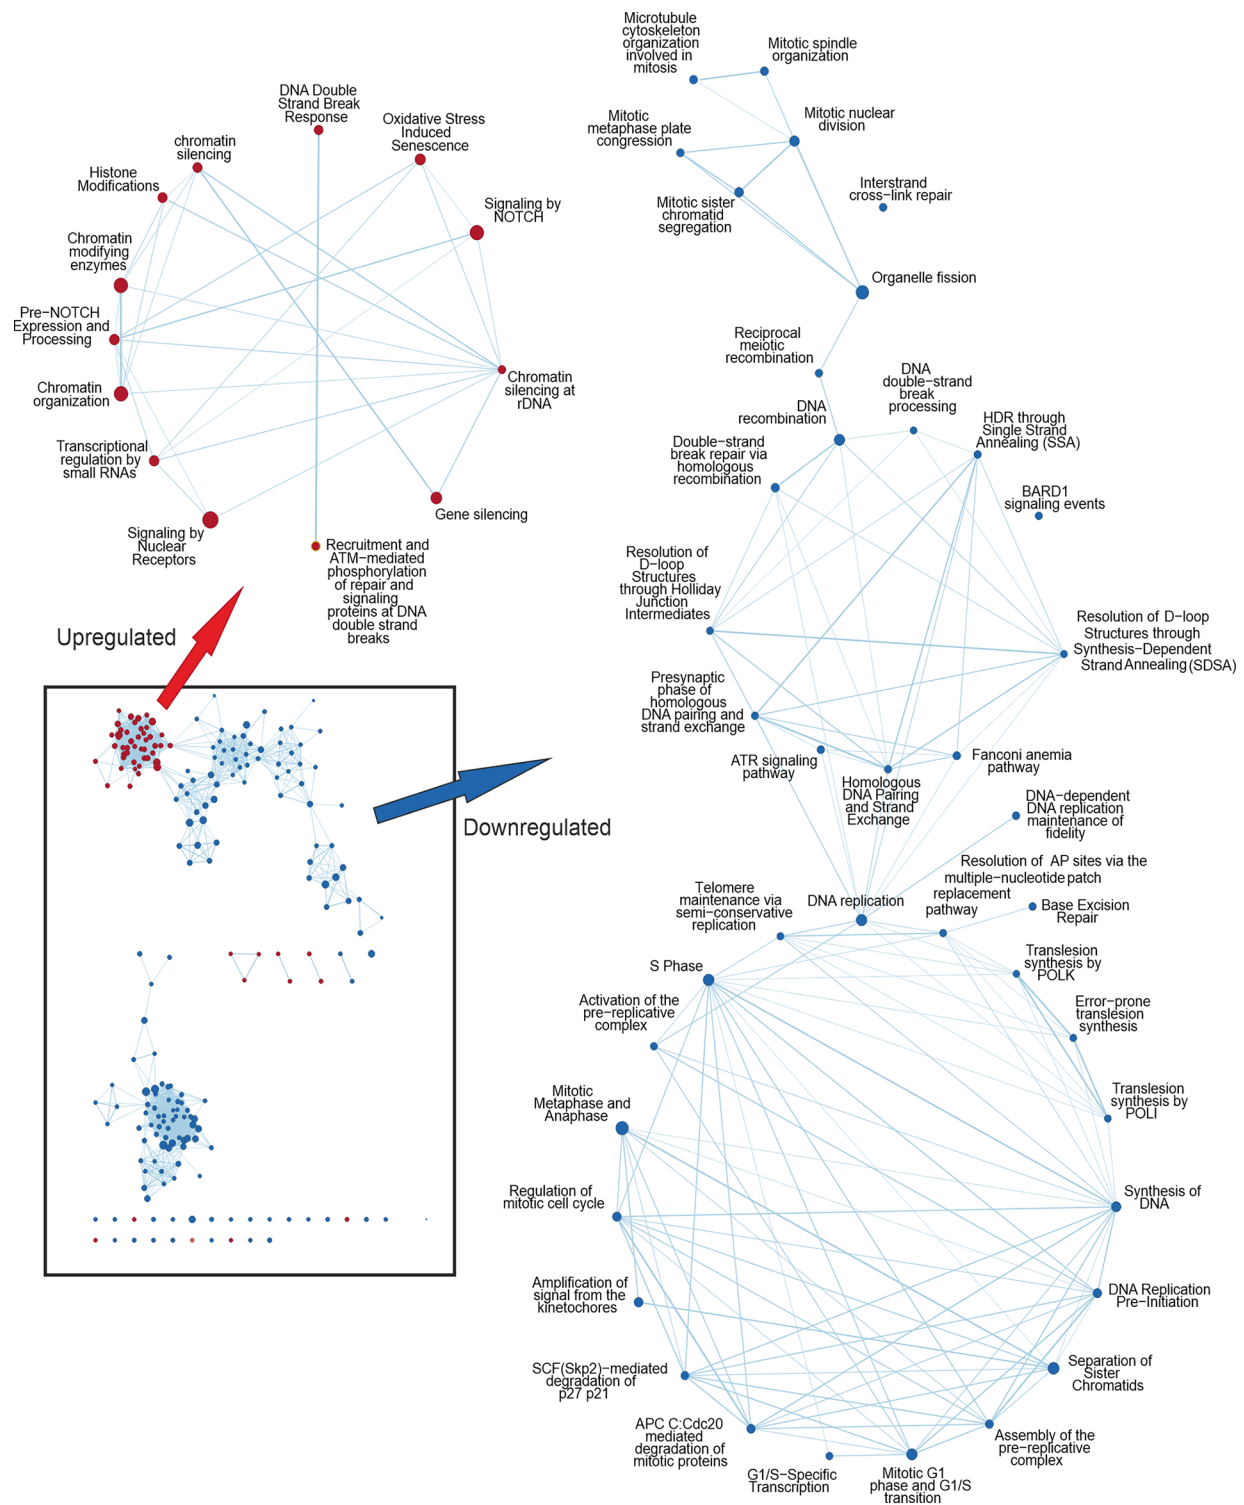 Microtubule
cytoskeleton
organization
involved in
mitosis
Mitotic spindle
organization
Mitotic nuclear
division
Mitotic
metaphase plate
congression
Interstrand
cross−link repair
Mitotic sister
chromatid
segregation
Organelle fission
DNA Double
Strand Break
Response
Oxidative Stress
Induced
Senescence
chromatin
silencing
Histone
Modifications
Signaling by
NOTCH
Chromatin
modifying
enzymes
Pre−NOTCH
Expression and
Processing
Chromatin
organization
Chromatin
silencing at
rDNA
Transcriptional
regulation by
small RNAs
Gene silencing
Signaling by
Nuclear
Receptors
Recruitment and
ATM−mediated
phosphorylation
of repair and
signaling
proteins at DNA
double strand
breaks
Upregulated
Downregulated
Reciprocal
meiotic
recombination
DNA
double−strand
break
processing
DNA
recombination
HDR through
Single Strand
Annealing (SSA)
Double−strand
break repair via
homologous
recombination
BARD1
signaling events
Resolution of
D−loop
Structures
through Holliday
Junction
Intermediates
Resolution of D−loop
Structures through
Synthesis−Dependent
Strand Annealing (SDSA)
Presynaptic
phase of
homologous
DNA pairing and
strand exchange
ATR signaling
pathway
Homologous
DNA Pairing
and Strand
Exchange
Fanconi anemia
pathway
DNA−dependent
DNA replication
maintenance of
fidelity
Resolution of AP sites via the
multiple−nucleotide patch
replacement
pathway
Telomere
maintenance via
semi−conservative
replication
DNA replication
Base Excision
Repair
S Phase
Translesion
synthesis by
POLK
Activation of the
pre−replicative
complex
Error−prone
translesion
synthesis
Mitotic
Metaphase and
Anaphase
Translesion
synthesis by
POLI
Regulation of
mitotic cell cycle
Synthesis of
DNA
Amplification of
signal from the
kinetochores
DNA Replication
Pre−Initiation
SCF(Skp2)−mediated
degradation of
p27 p21
Separation of
Sister
Chromatids
APC C:Cdc20
mediated
degradation of
mitotic proteins
Assembly of the
pre−replicative
complex
G1/S−Specific
Transcription
Mitotic G1
phase and G1/S
transition